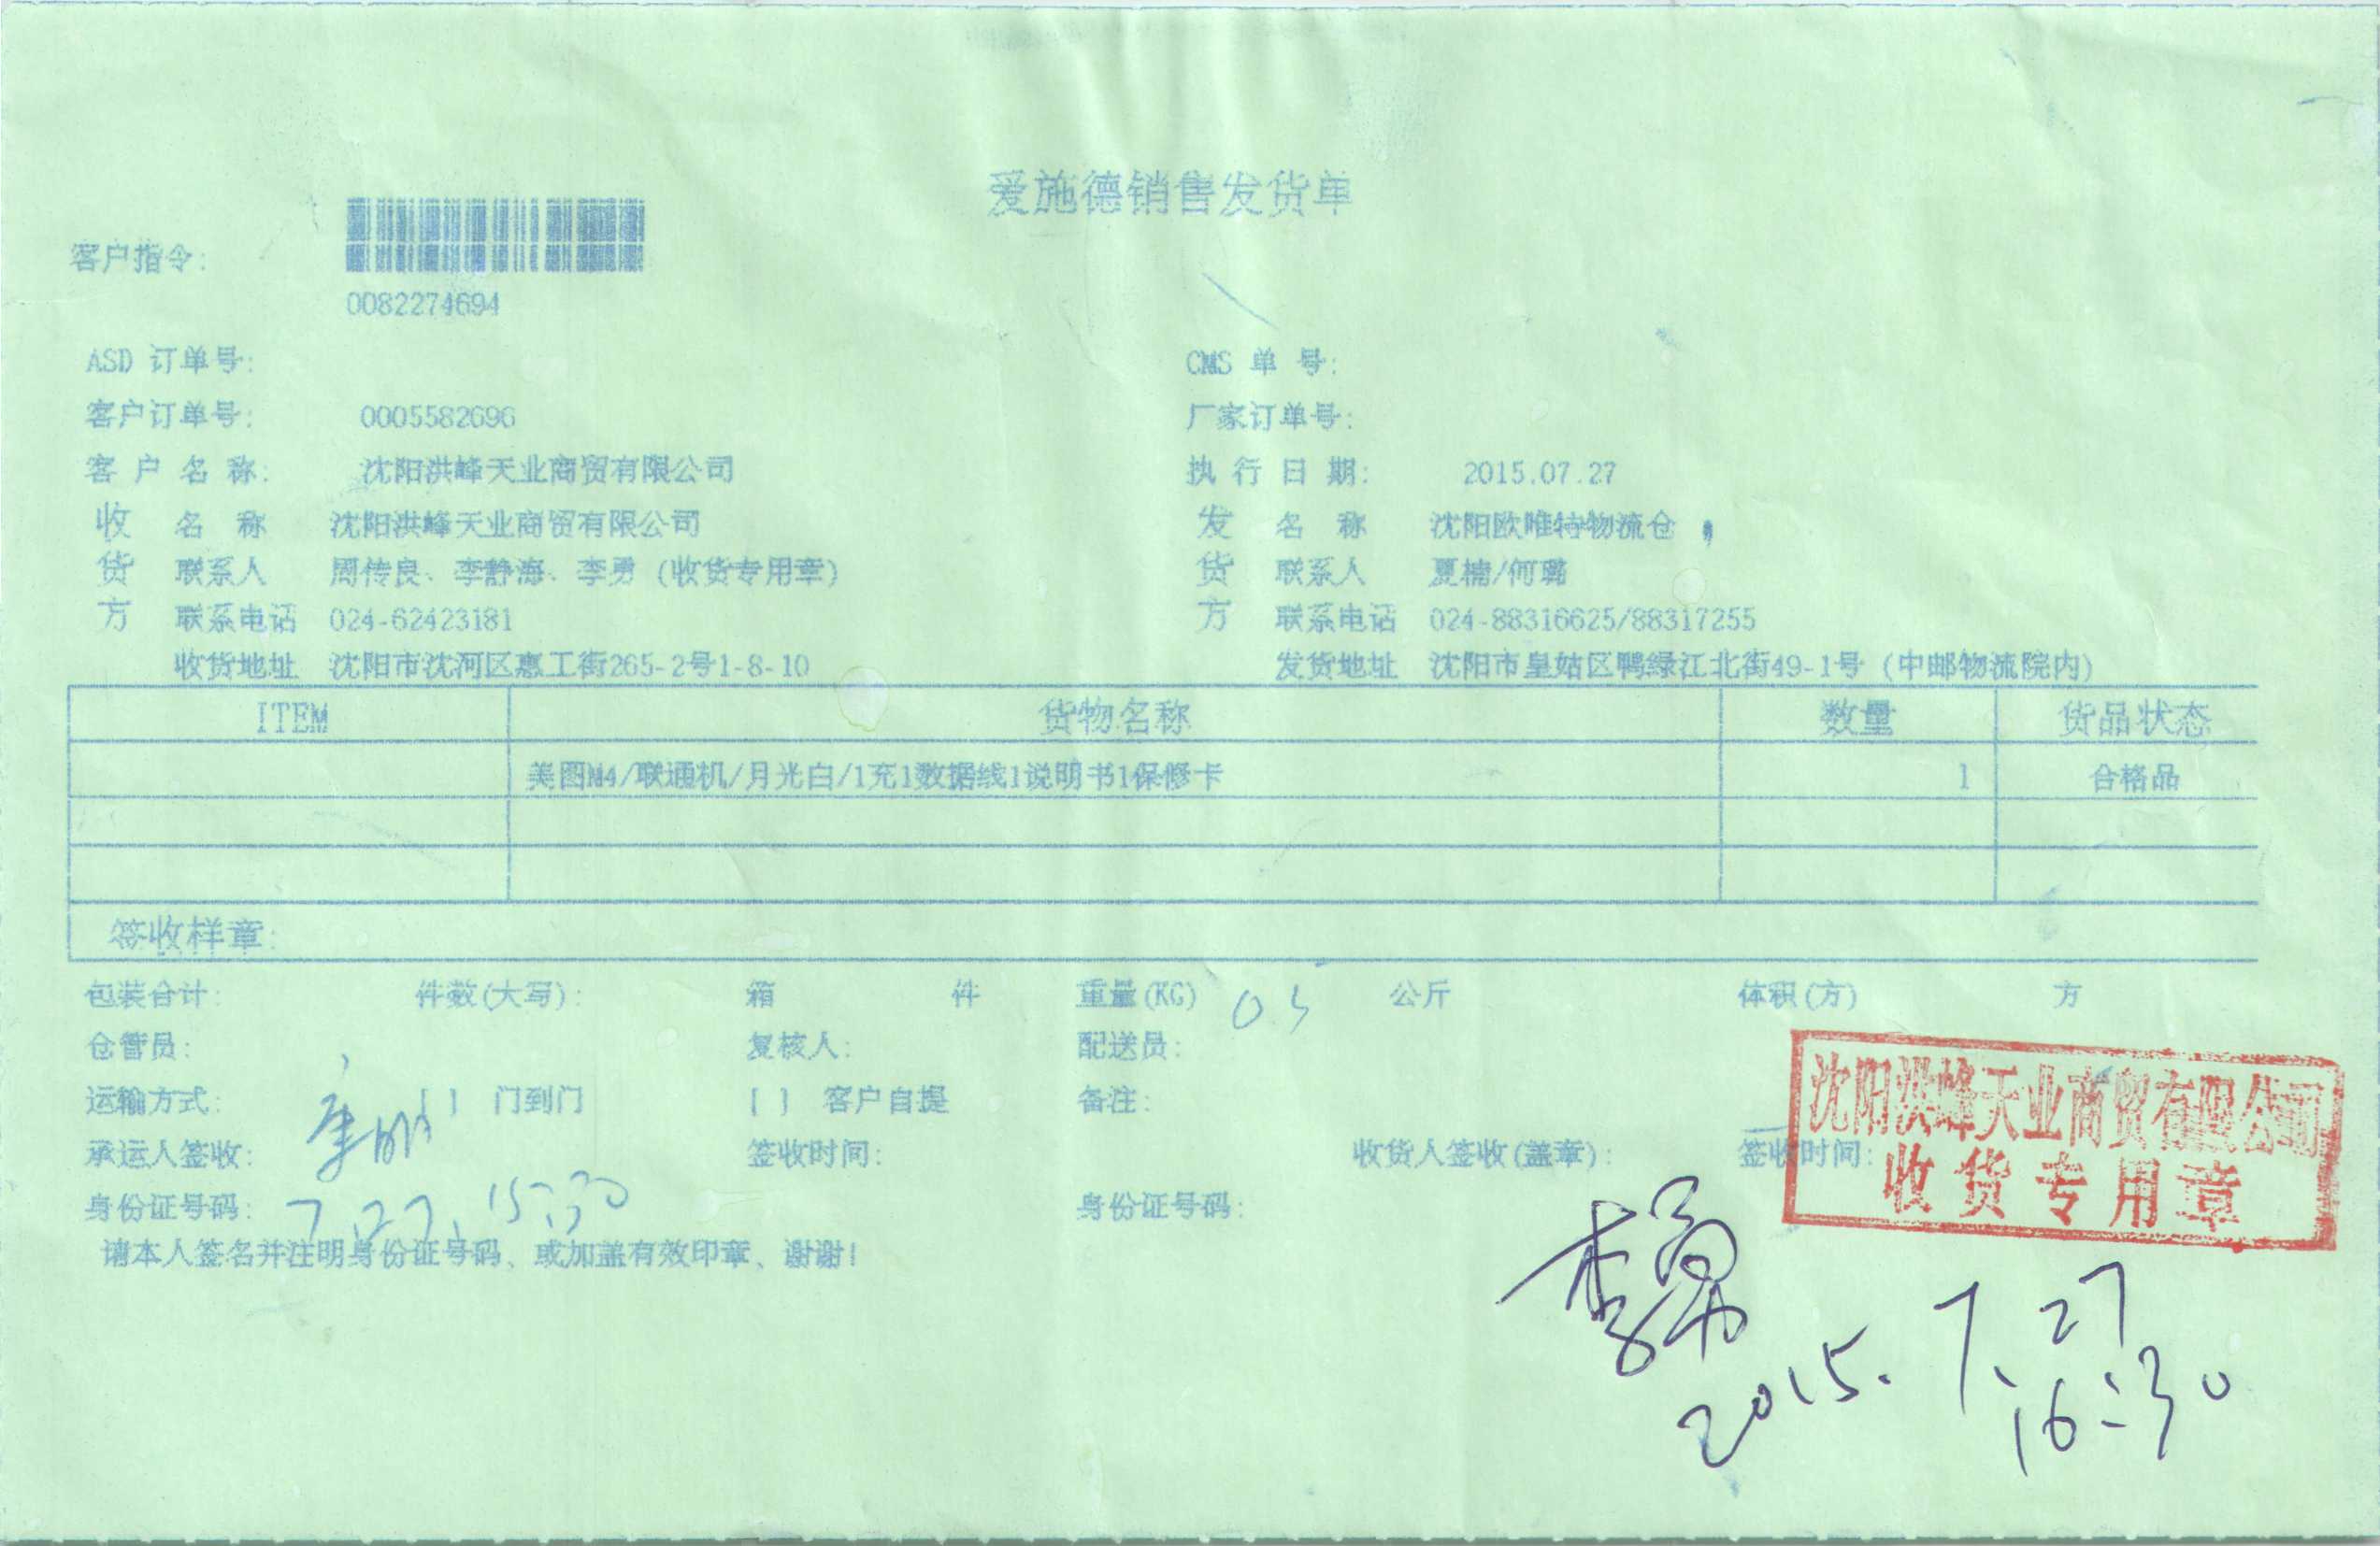 爱施德销售发货单
客户指令:
0082274694
ASD 订单号: CMS 单 号:
客户订单号: 0005582696 厂家订单号:
客 户 名 称: 沈阳洪峰天业商贸有限公司 执 行 日 期: 2015.07.27
收 名 称 沈阳洪峰天业商贸有限公司 发 名 称 沈阳欧唯特物流仓
货 联系人 周传良、李静海、李勇 (收货专用章) 货 联系人 夏楠/何璐
方 联系电话 024-62423181 方 联系电话 024-88316625/88317255
收货地址 沈阳市沈河区惠工街265-2号1-8-10 发货地址 沈阳市皇姑区鸭绿江北街49-1号 (中邮物流院内)
ITEM 货物名称 数量 货品状态
美图M4/联通机/月光白/1充1数据线1说明书1保修卡 1 合格品
签收样章:
包装合计: 件数(大写): 箱 件 重量(KG) 0.5 公斤 体积(方) 方
仓管员: 复核人: 配送员:
运输方式: [ ] 门到门 [ ] 客户自提 备注:
承运人签收: 签收时间: 收货人签收(盖章): 签收时间:
身份证号码: 7.27. 15:30 身份证号码:
请本人签名并注明身份证号码、或加盖有效印章、谢谢!
沈阳洪峰天业商贸有限公司
收货专用章
李勇
2015.7.27
16:30